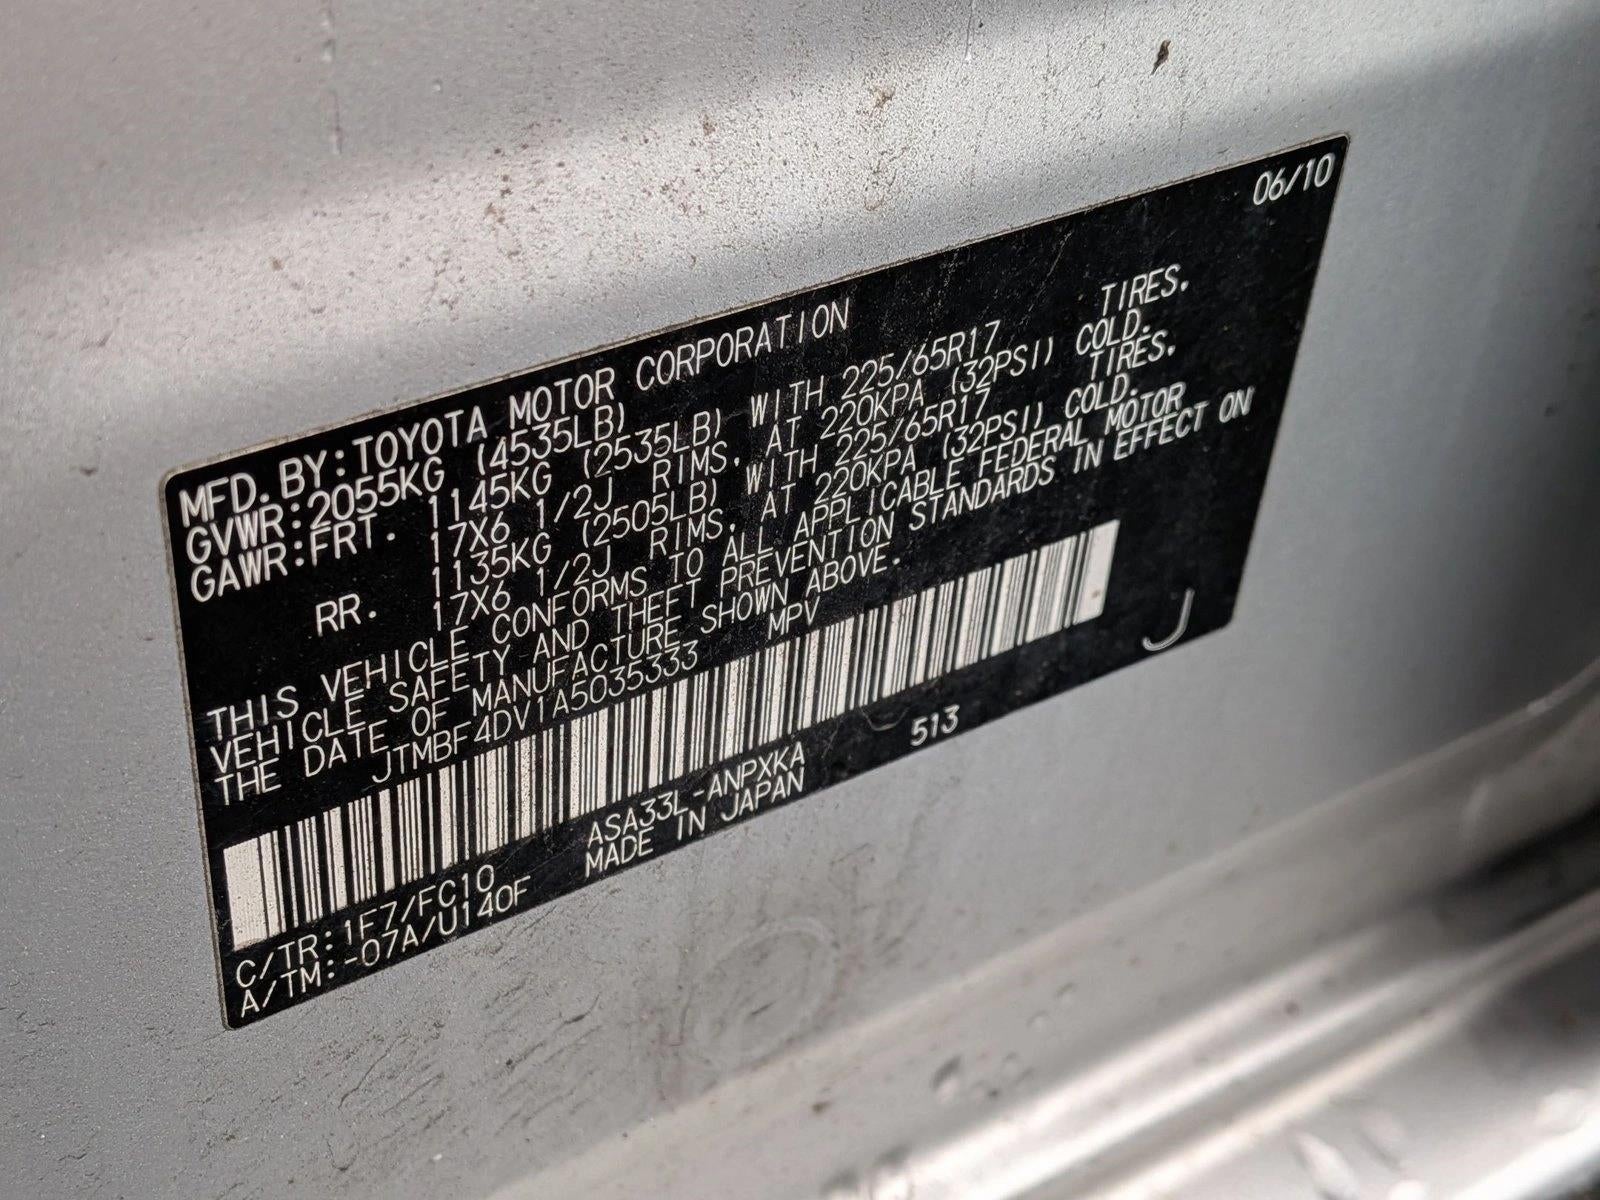 06/10
MFD.BY:TOYOTA MOTOR CORPORATION
GVWR:2055KG (4535LB)
GAWR:FRT. 1145KG (2535LB) WITH 225/65R17 TIRES,
17X6 1/2J RIMS, AT 220KPA (32PSI) COLD.
RR. 1135KG (2505LB) WITH 225/65R17 TIRES,
17X6 1/2J RIMS, AT 220KPA (32PSI) COLD.
THIS VEHICLE CONFORMS TO ALL APPLICABLE FEDERAL MOTOR
VEHICLE SAFETY AND THEFT PREVENTION STANDARDS IN EFFECT ON
THE DATE OF MANUFACTURE SHOWN ABOVE.
JTMBF4DV1A5035333 MPV
C/TR:1F7/FC10 ASA33L-ANPXKA 513 J
A/TM:-07A/U140F MADE IN JAPAN